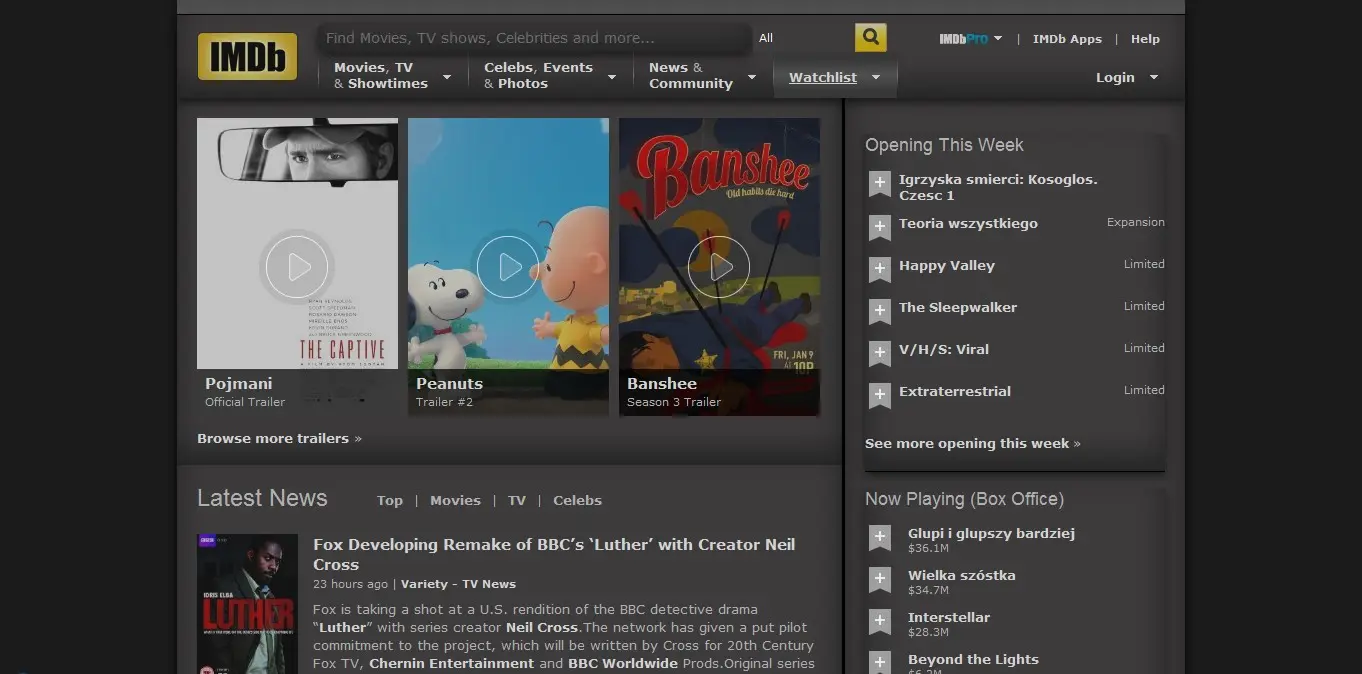 IMDb
Find Movies, TV shows, Celebrities and more...
All
IMDbPro
|
IMDb Apps
|
Help
Movies, TV
& Showtimes
Celebs, Events
& Photos
News &
Community
Watchlist
Login
THE CAPTIVE
Pojmani
Official Trailer
Peanuts
Trailer #2
Banshee
Old habits die hard
FRI, JAN 9
AT 10P
Banshee
Season 3 Trailer
Browse more trailers »
Opening This Week
Igrzyska smierci: Kosoglos.
Czesc 1
Teoria wszystkiego Expansion
Happy Valley Limited
The Sleepwalker Limited
V/H/S: Viral Limited
Extraterrestrial Limited
See more opening this week »
Latest News
Top | Movies | TV | Celebs
IDRIS ELBA
LUTHER
Fox Developing Remake of BBC’s ‘Luther’ with Creator Neil
Cross
23 hours ago | Variety - TV News
Fox is taking a shot at a U.S. rendition of the BBC detective drama
“Luther” with series creator Neil Cross.The network has given a put pilot
commitment to the project, which will be written by Cross for 20th Century
Fox TV, Chernin Entertainment and BBC Worldwide Prods.Original series
Now Playing (Box Office)
Glupi i glupszy bardziej
$36.1M
Wielka szóstka
$34.7M
Interstellar
$28.3M
Beyond the Lights